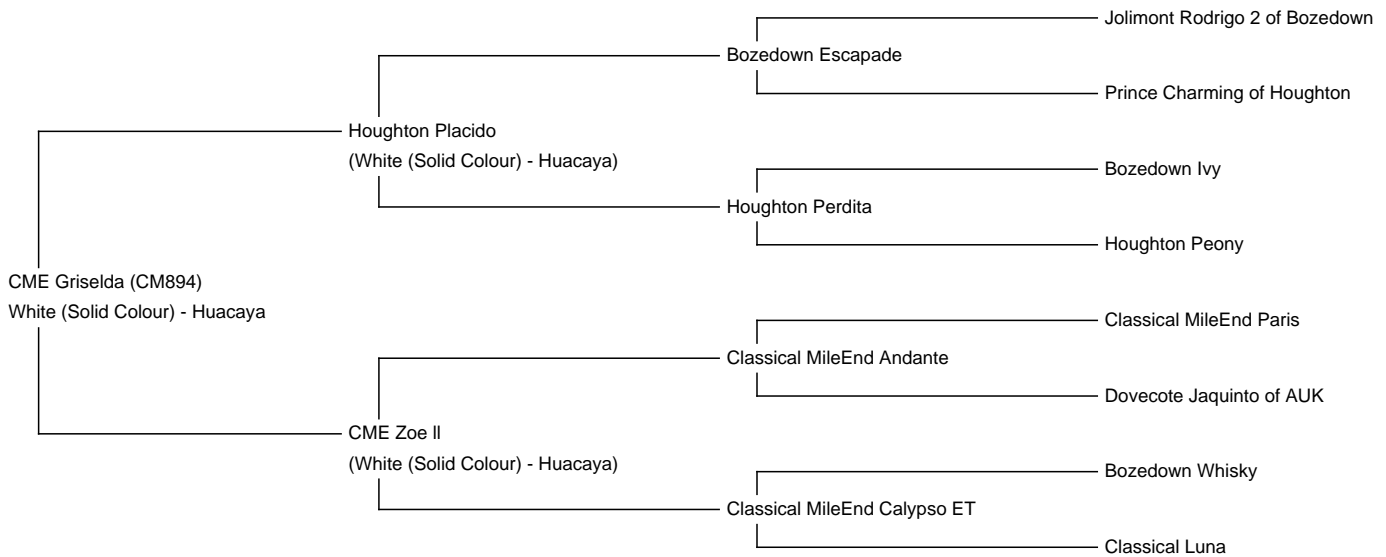 Jolimont Rodrigo 2 of Bozedown
Bozedown Escapade
Prince Charming of Houghton
Houghton Placido
(White (Solid Colour) - Huacaya)
Bozedown Ivy
Houghton Perdita
Houghton Peony
CME Griselda (CM894)
White (Solid Colour) - Huacaya
Classical MileEnd Paris
Classical MileEnd Andante
Dovecote Jaquinto of AUK
CME Zoe ll
(White (Solid Colour) - Huacaya)
Bozedown Whisky
Classical MileEnd Calypso ET
Classical Luna